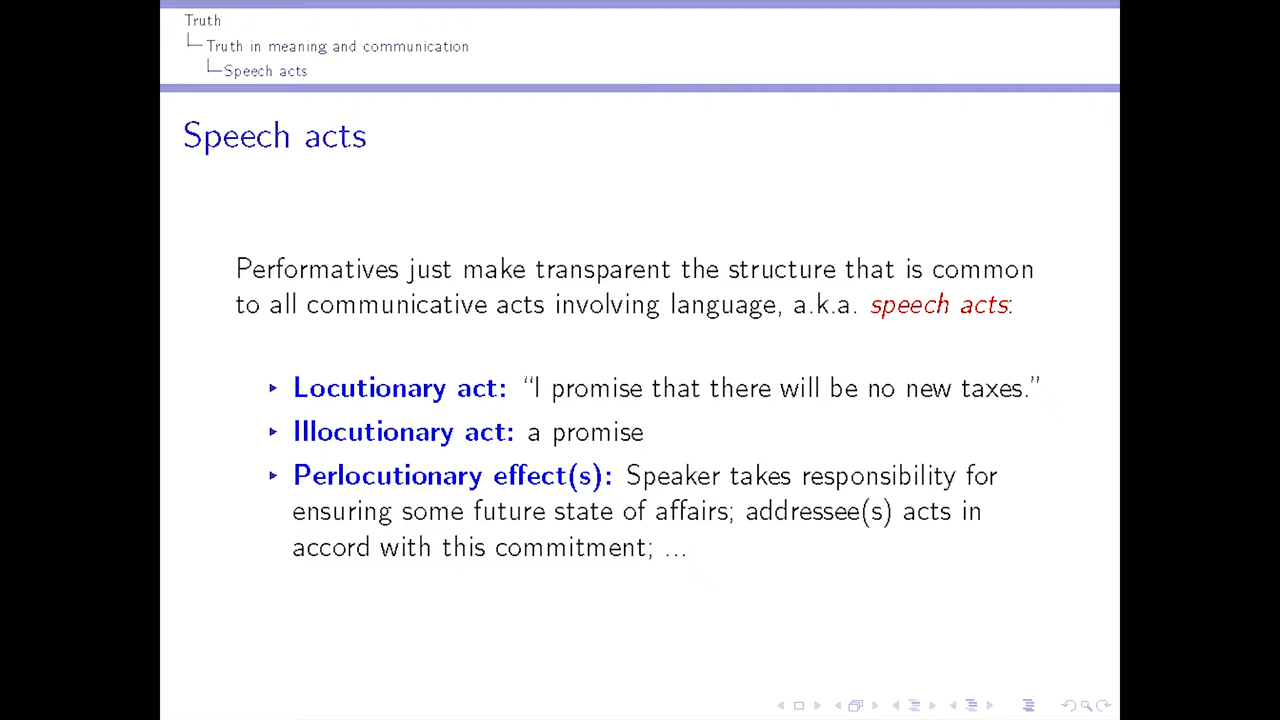 Truth
Truth in meaning and communication
Speech acts
Speech acts
Performatives just make transparent the structure that is common
to all communicative acts involving language, a.k.a. speech acts:
Locutionary act: “I promise that there will be no new taxes.”
Illocutionary act: a promise
Perlocutionary effect(s): Speaker takes responsibility for
ensuring some future state of affairs; addressee(s) acts in
accord with this commitment; ...